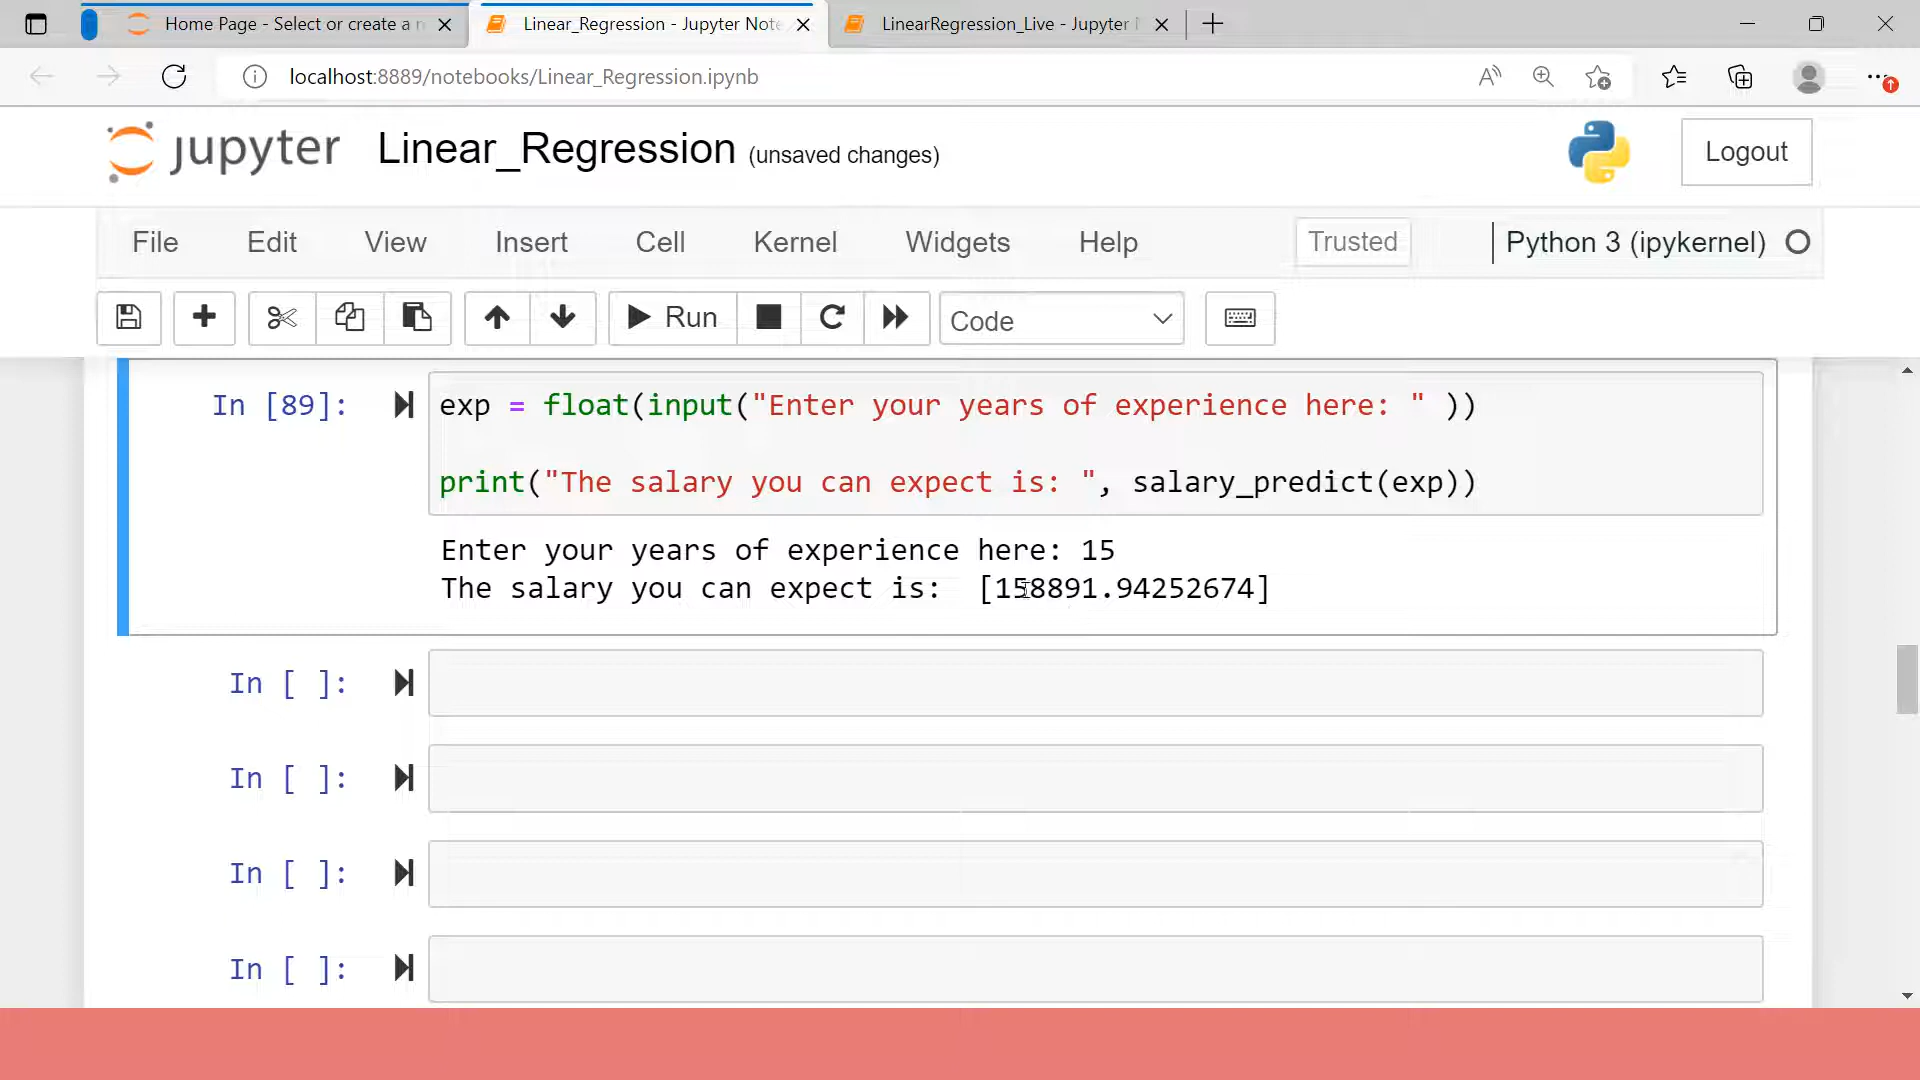 Home Page - Select or create a n
Linear_Regression - Jupyter Note
LinearRegression_Live - Jupyter
localhost:8889/notebooks/Linear_Regression.ipynb
jupyter Linear_Regression (unsaved changes) Logout
File Edit View Insert Cell Kernel Widgets Help Trusted Python 3 (ipykernel)
Run Code
In [89]: exp = float(input("Enter your years of experience here: " ))
print("The salary you can expect is: ", salary_predict(exp))
Enter your years of experience here: 15
The salary you can expect is:  [158891.94252674]
In [ ]:
In [ ]:
In [ ]:
In [ ]: